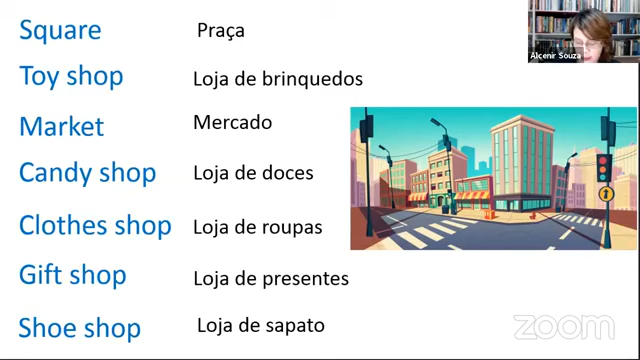 Square Praça
Toy shop Loja de brinquedos
Market Mercado
Candy shop Loja de doces
Clothes shop Loja de roupas
Gift shop Loja de presentes
Shoe shop Loja de sapato
Alcenir Souza
zoom